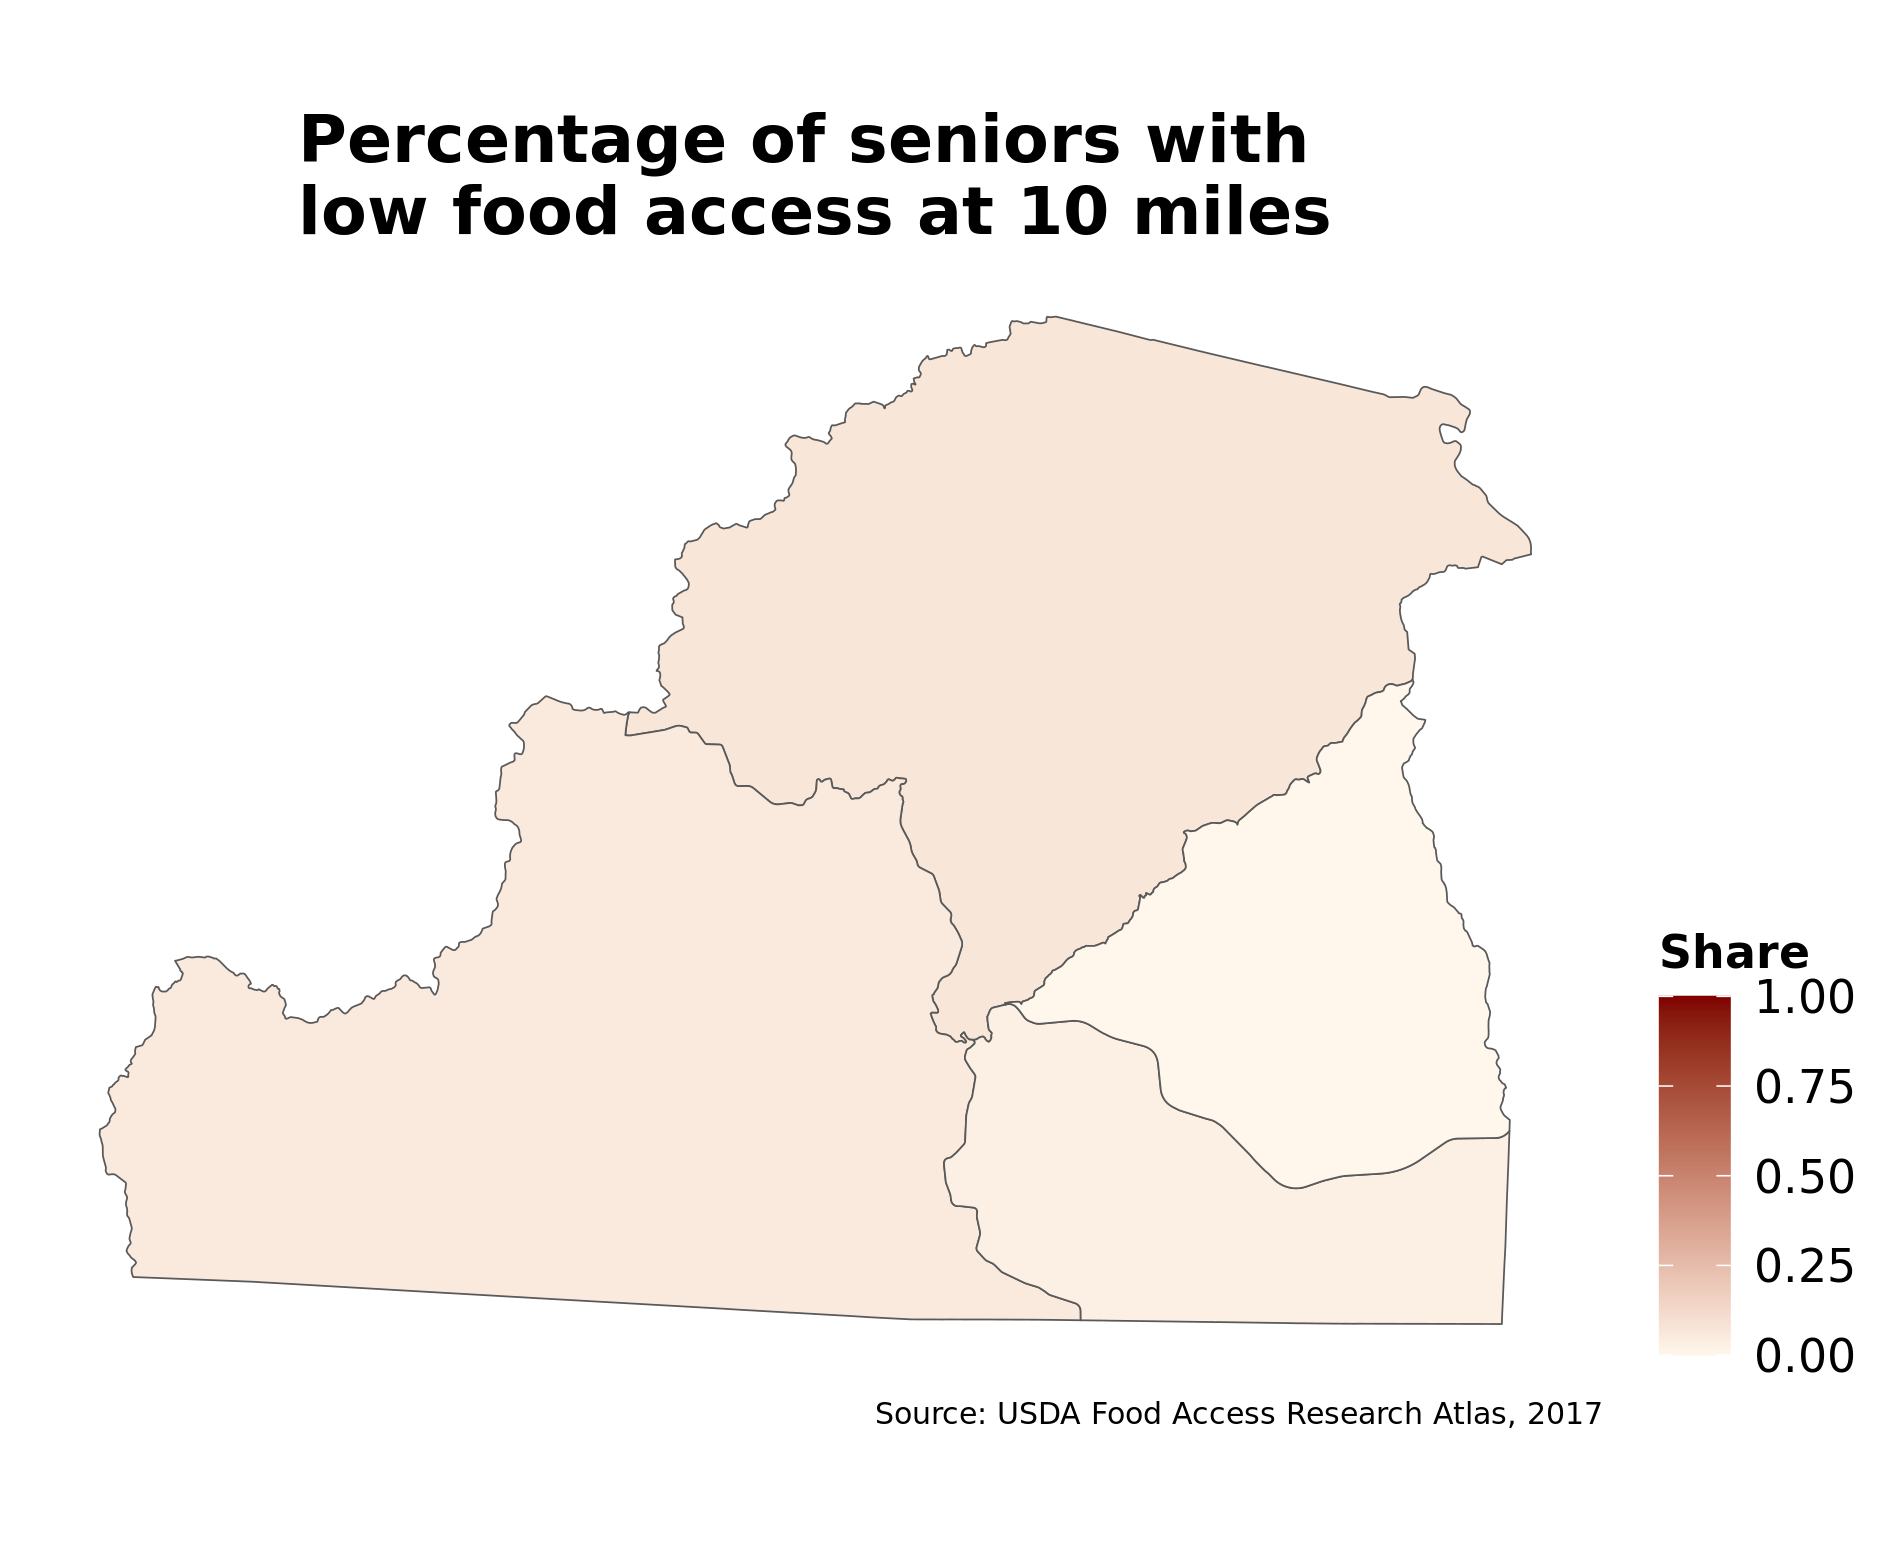 Percentage of seniors with
low food access at 10 miles
Share
1.00
0.75
0.50
0.25
0.00
Source: USDA Food Access Research Atlas, 2017